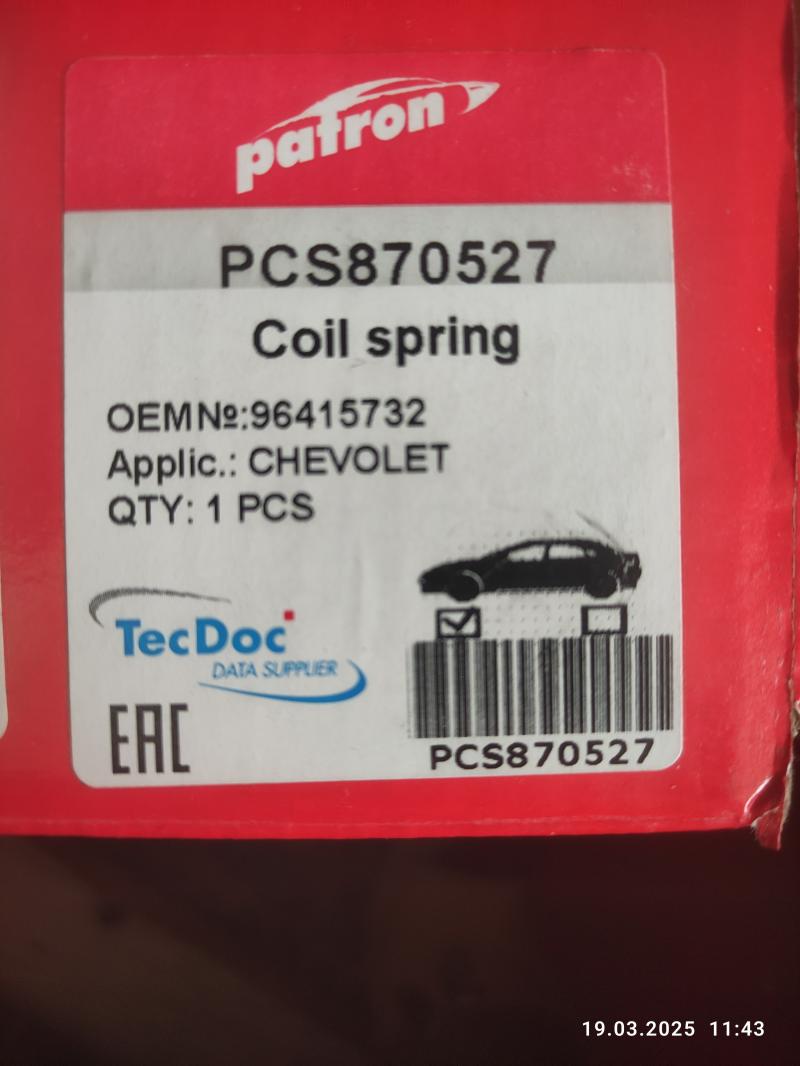 patron
PCS870527
Coil spring
OEM№:96415732
Applic.: CHEVOLET
QTY: 1 PCS
TecDoc
DATA SUPPLIER
EAC
PCS870527
19.03.2025 11:43